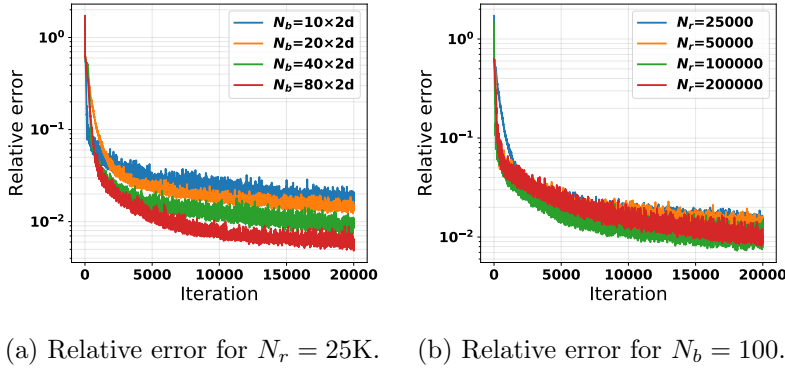 10⁰
10⁻¹
10⁻²
Relative error
0 5000 10000 15000 20000
Iteration
N_b=10×2d
N_b=20×2d
N_b=40×2d
N_b=80×2d
10⁰
10⁻¹
10⁻²
Relative error
0 5000 10000 15000 20000
Iteration
N_r=25000
N_r=50000
N_r=100000
N_r=200000
(a) Relative error for N_r = 25K.
(b) Relative error for N_b = 100.